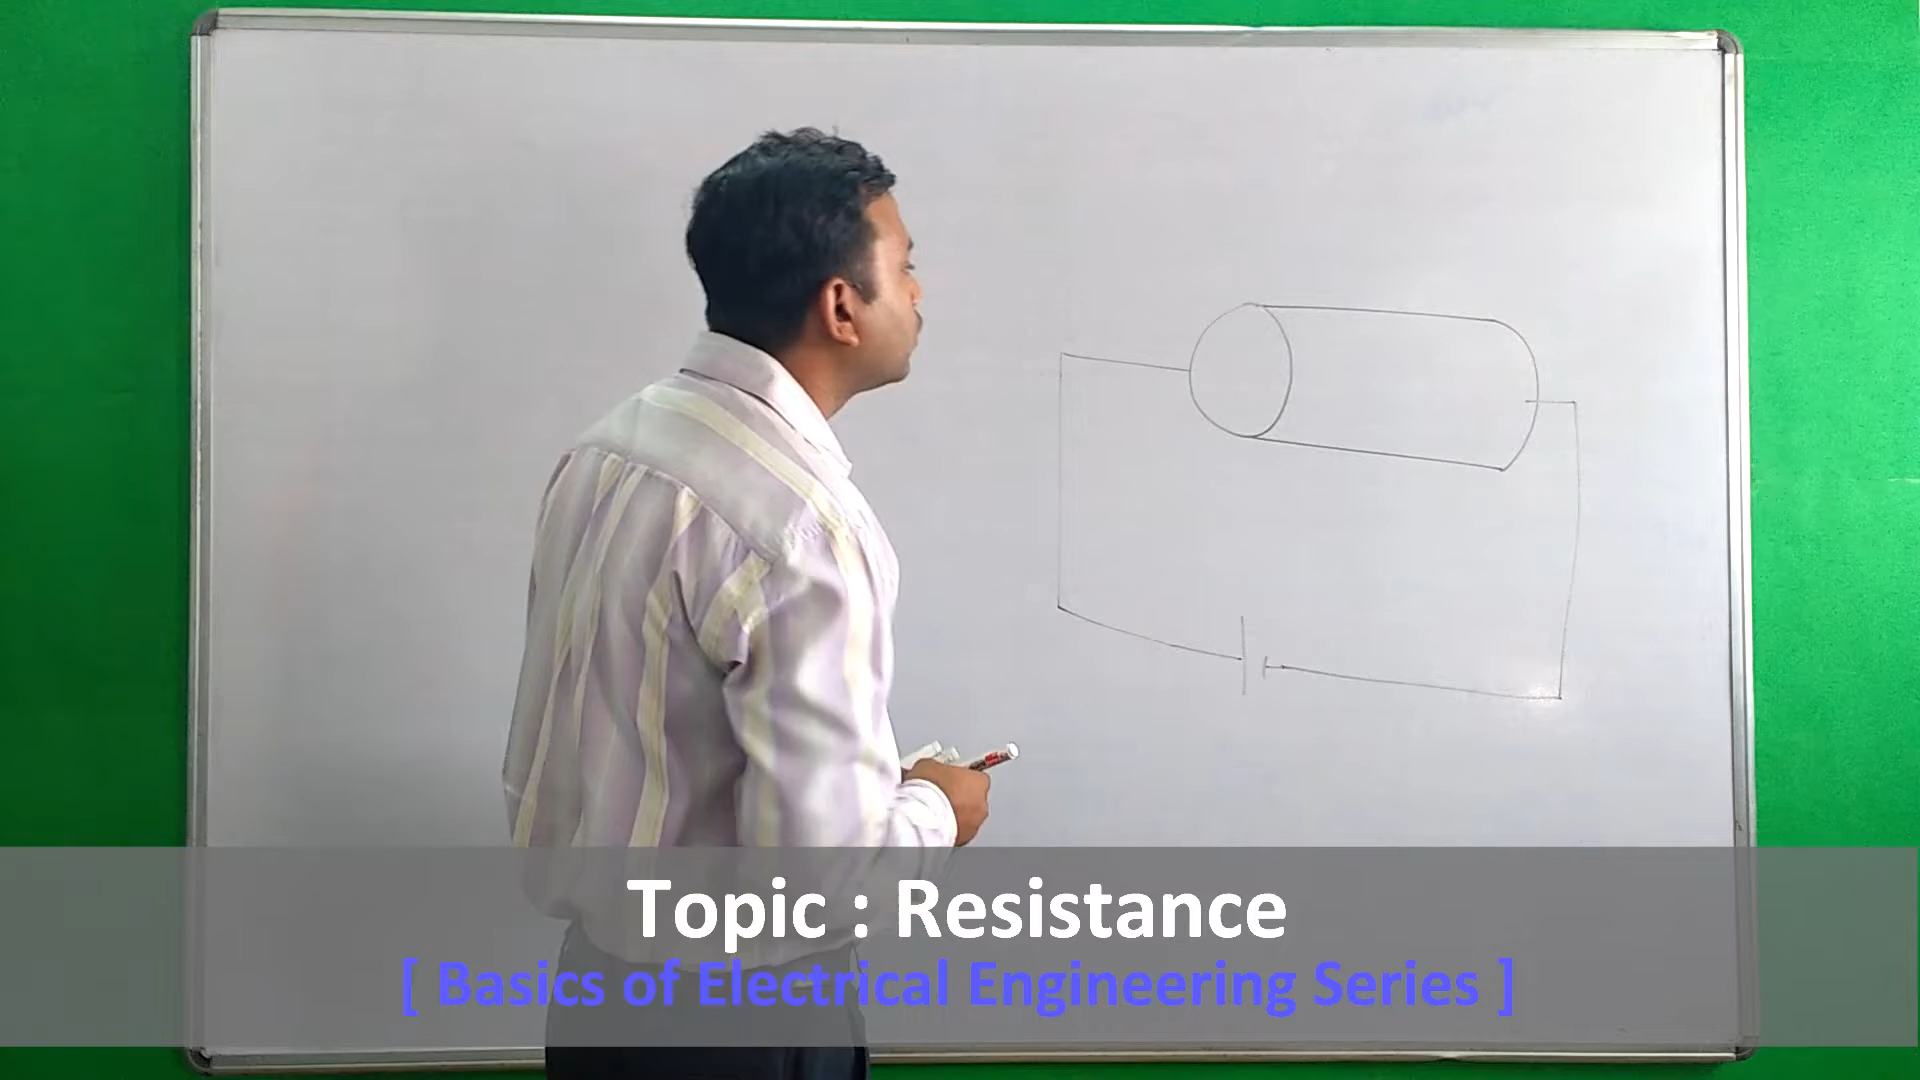 Topic : Resistance
[ Basics of Electrical Engineering Series ]